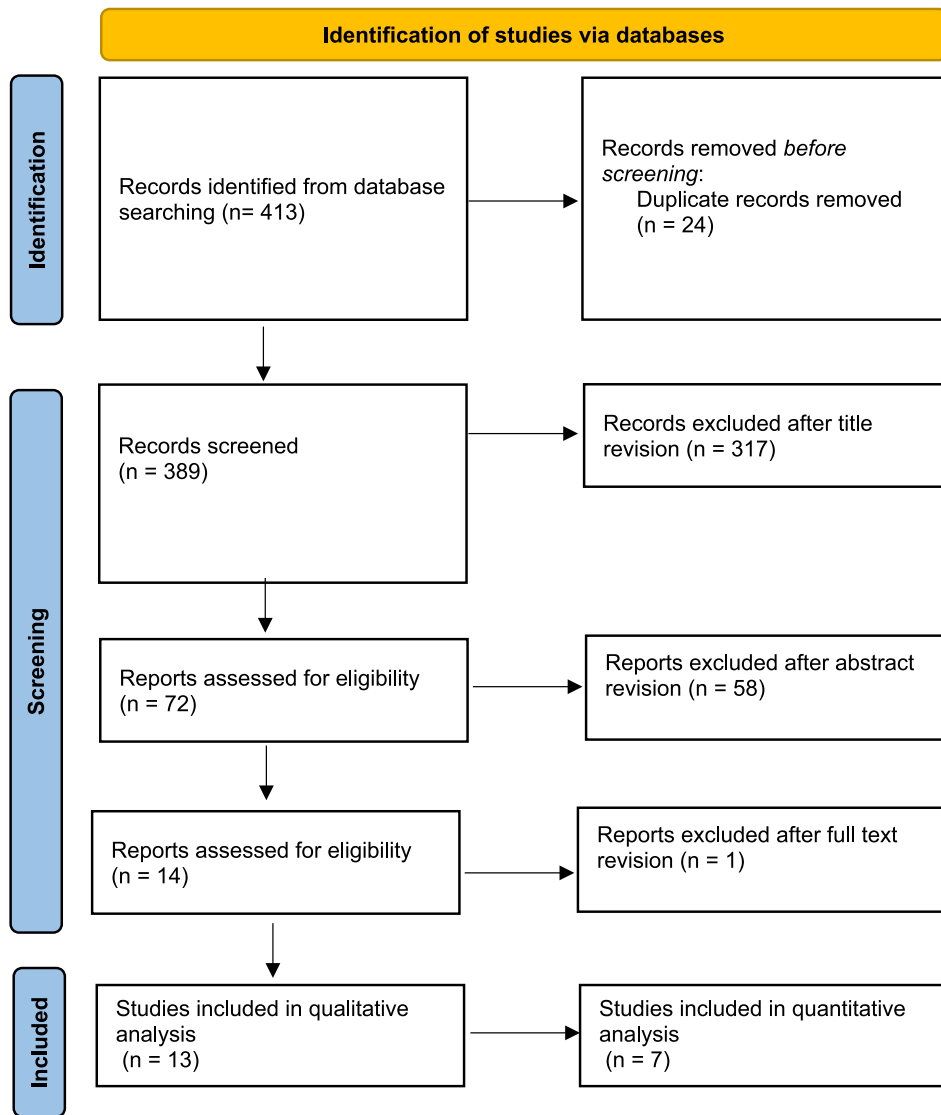 Identification of studies via databases
Identification
Records identified from database
searching (n= 413)
Records removed before
screening:
Duplicate records removed
(n = 24)
Screening
Records screened
(n = 389)
Records excluded after title
revision (n = 317)
Reports assessed for eligibility
(n = 72)
Reports excluded after abstract
revision (n = 58)
Reports assessed for eligibility
(n = 14)
Reports excluded after full text
revision (n = 1)
Included
Studies included in qualitative
analysis
(n = 13)
Studies included in quantitative
analysis
(n = 7)